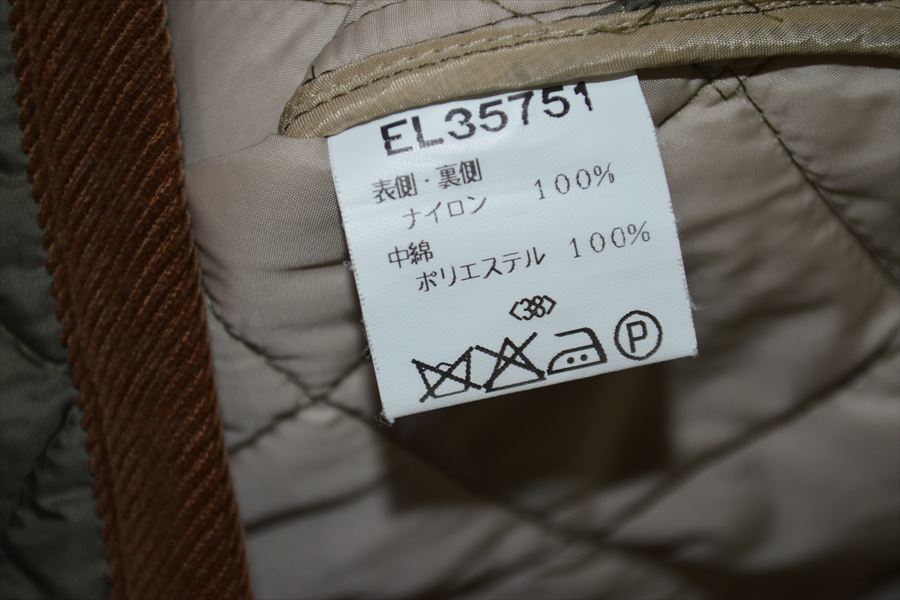 EL35751
表側・裏側
ナイロン 100%
中綿
ポリエステル 100%
<38>
P